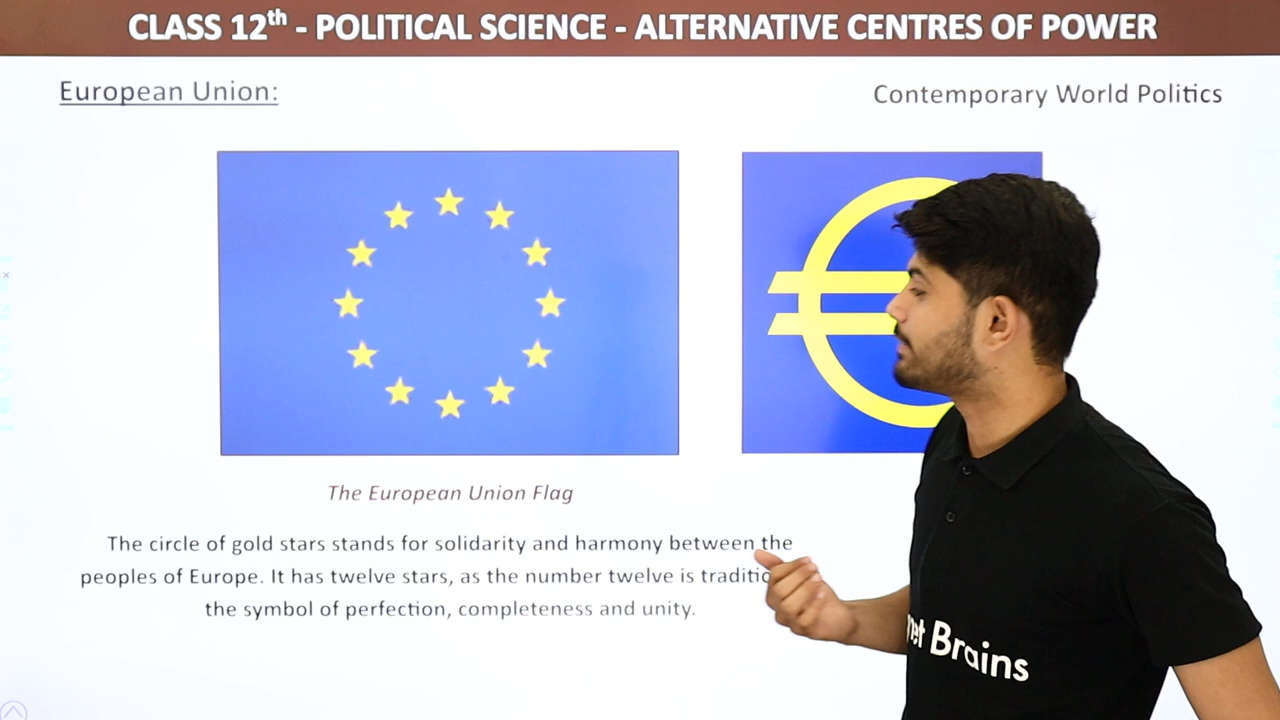 CLASS 12th - POLITICAL SCIENCE - ALTERNATIVE CENTRES OF POWER
European Union:
Contemporary World Politics
The European Union Flag
The circle of gold stars stands for solidarity and harmony between the
peoples of Europe. It has twelve stars, as the number twelve is
the symbol of perfection, completeness and unity.
Brains